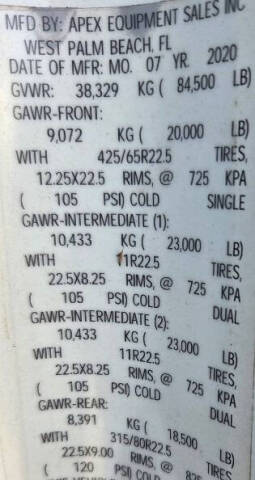 MFD BY: APEX EQUIPMENT SALES INC
WEST PALM BEACH, FL
DATE OF MFR: MO. 07 YR. 2020
GVWR: 38,329 KG ( 84,500 LB)
GAWR-FRONT:
9,072 KG ( 20,000 LB)
WITH 425/65R22.5 TIRES,
12.25X22.5 RIMS, @ 725 KPA
( 105 PSI) COLD SINGLE
GAWR-INTERMEDIATE (1):
10,433 KG ( 23,000 LB)
WITH 11R22.5 TIRES,
22.5X8.25 RIMS, @ 725 KPA
( 105 PSI) COLD DUAL
GAWR-INTERMEDIATE (2):
10,433 KG ( 23,000 LB)
WITH 11R22.5 TIRES,
22.5X8.25 RIMS, @ 725 KPA
( 105 PSI) COLD DUAL
GAWR-REAR:
8,391 KG ( 18,500 LB)
WITH 315/80R22.5 TIRES,
22.5X9.00 RIMS, @
( 120 PSI) COLD